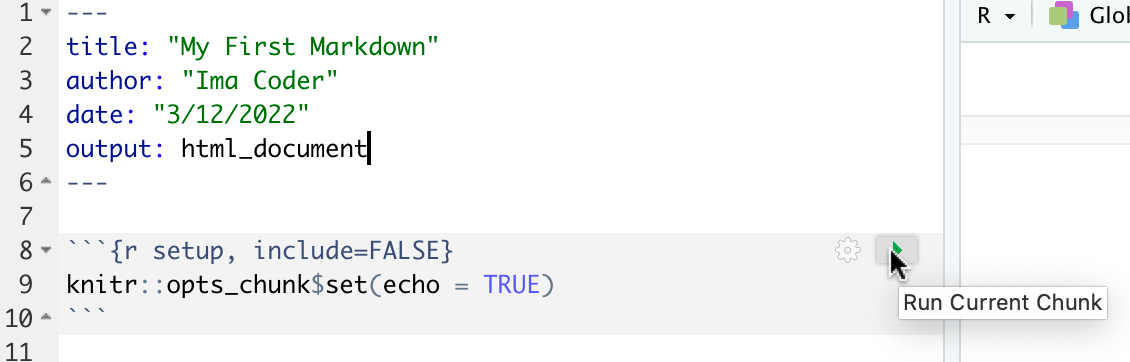 1 ---
2 title: "My First Markdown"
3 author: "Ima Coder"
4 date: "3/12/2022"
5 output: html_document
6 ---
7
8 ```{r setup, include=FALSE}
9 knitr::opts_chunk$set(echo = TRUE)
10 ```
11
R
Glob
Run Current Chunk